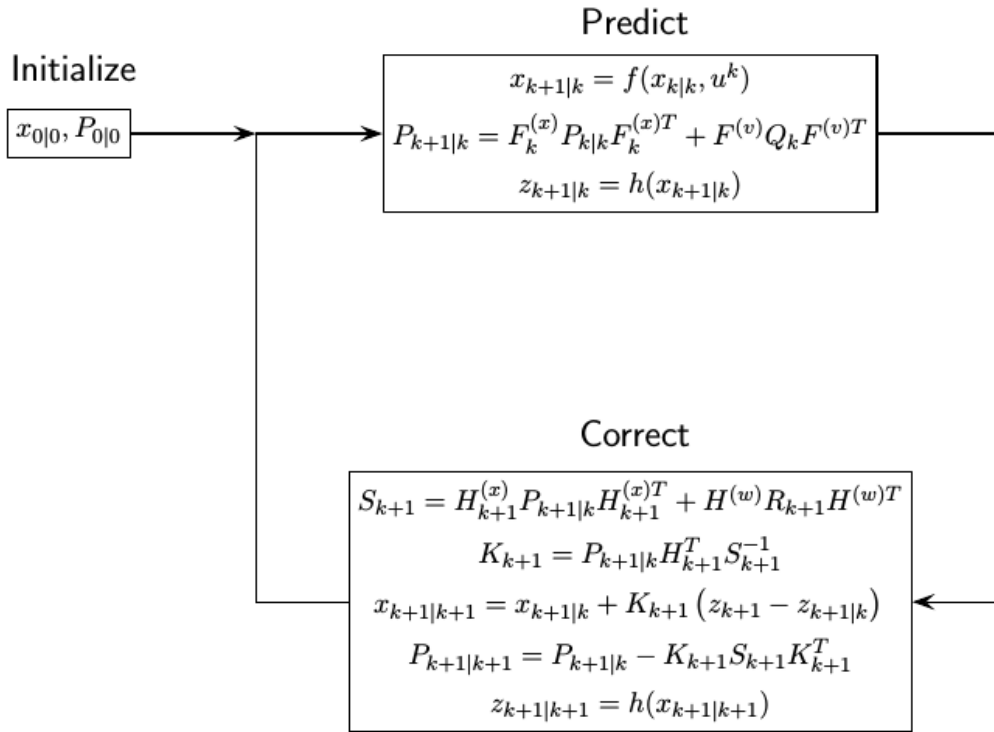 Predict
Initialize
x_{0|0}, P_{0|0}
x_{k+1|k} = f(x_{k|k}, u^k)
P_{k+1|k} = F_k^{(x)} P_{k|k} F_k^{(x)T} + F^{(v)} Q_k F^{(v)T}
z_{k+1|k} = h(x_{k+1|k})
Correct
S_{k+1} = H_{k+1}^{(x)} P_{k+1|k} H_{k+1}^{(x)T} + H^{(w)} R_{k+1} H^{(w)T}
K_{k+1} = P_{k+1|k} H_{k+1}^T S_{k+1}^{-1}
x_{k+1|k+1} = x_{k+1|k} + K_{k+1} (z_{k+1} − z_{k+1|k})
P_{k+1|k+1} = P_{k+1|k} − K_{k+1} S_{k+1} K_{k+1}^T
z_{k+1|k+1} = h(x_{k+1|k+1})